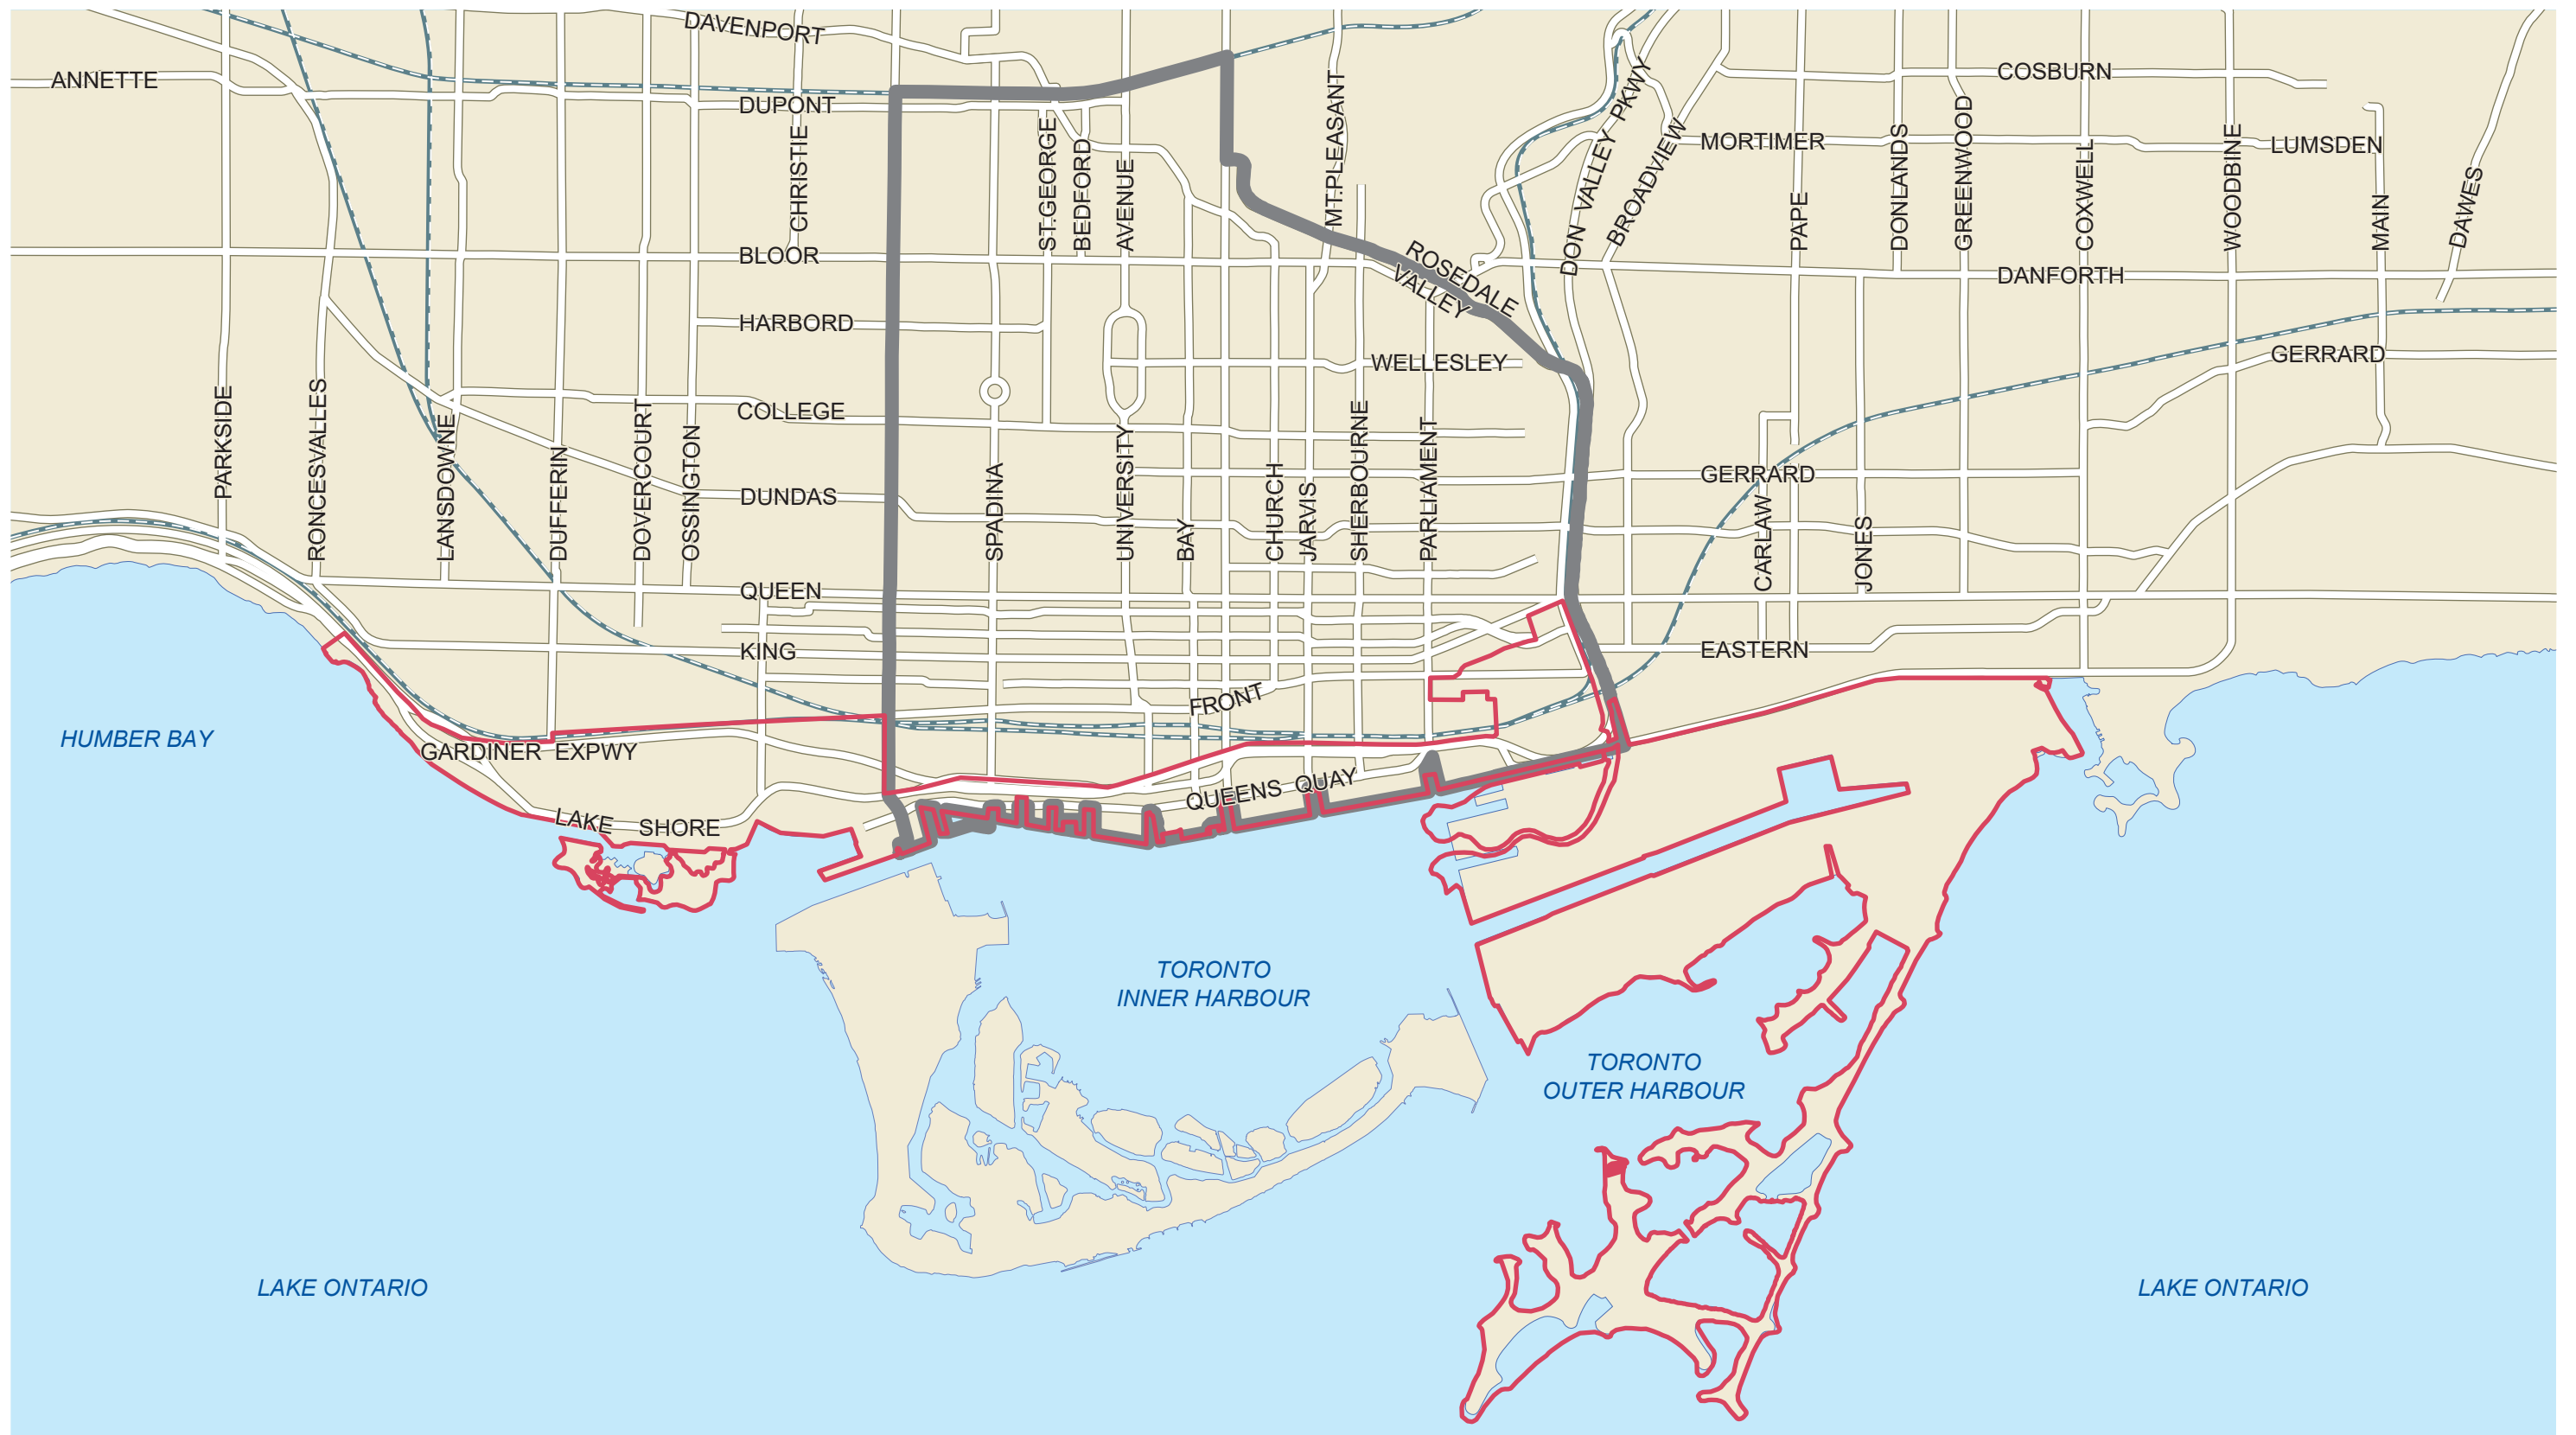 DAVENPORT
ANNETTE
DUPONT
CHRISTIE
ST.GEORGE
BEDFORD
AVENUE
MT.PLEASANT
DON VALLEY PKWY
BROADVIEW
COSBURN
MORTIMER
LUMSDEN
PAPE
DONLANDS
GREENWOOD
COXWELL
WOODBINE
MAIN
DAWES
BLOOR
ROSEDALE
VALLEY
DANFORTH
HARBORD
WELLESLEY
GERRARD
PARKSIDE
RONCESVALLES
LANSDOWNE
DUFFERIN
DOVERCOURT
OSSINGTON
COLLEGE
DUNDAS
SPADINA
UNIVERSITY
BAY
CHURCH
JARVIS
SHERBOURNE
PARLIAMENT
GERRARD
CARLAW
JONES
QUEEN
KING
EASTERN
FRONT
HUMBER BAY
GARDINER EXPWY
QUEENS QUAY
LAKE SHORE
TORONTO
INNER HARBOUR
TORONTO
OUTER HARBOUR
LAKE ONTARIO
LAKE ONTARIO